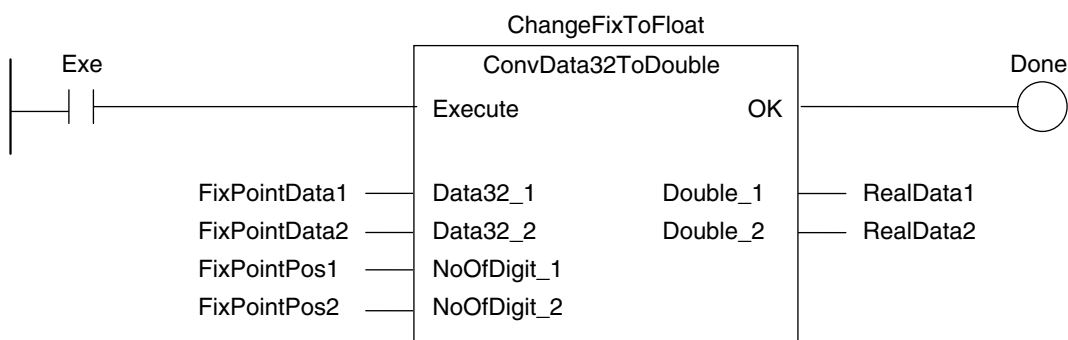 ChangeFixToFloat
Exe
ConvData32ToDouble
Done
Execute
OK
FixPointData1
Data32_1
Double_1
RealData1
FixPointData2
Data32_2
Double_2
RealData2
FixPointPos1
NoOfDigit_1
FixPointPos2
NoOfDigit_2